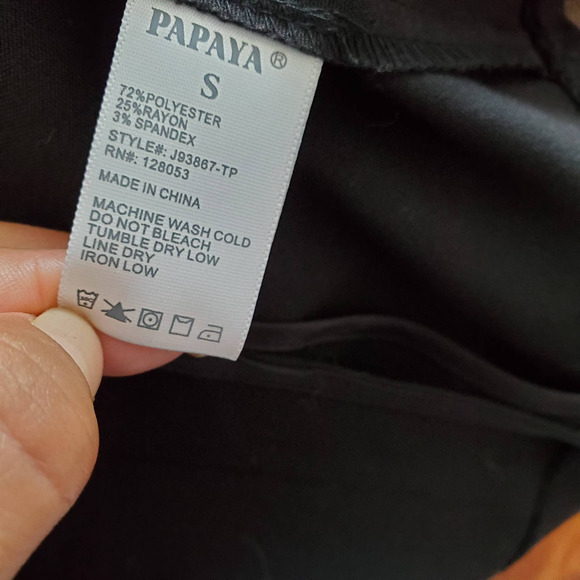 PAPAYA®
S
72%POLYESTER
25%RAYON
3% SPANDEX
STYLE#: J93867-TP
RN#: 128053
MADE IN CHINA
MACHINE WASH COLD
DO NOT BLEACH
TUMBLE DRY LOW
LINE DRY
IRON LOW